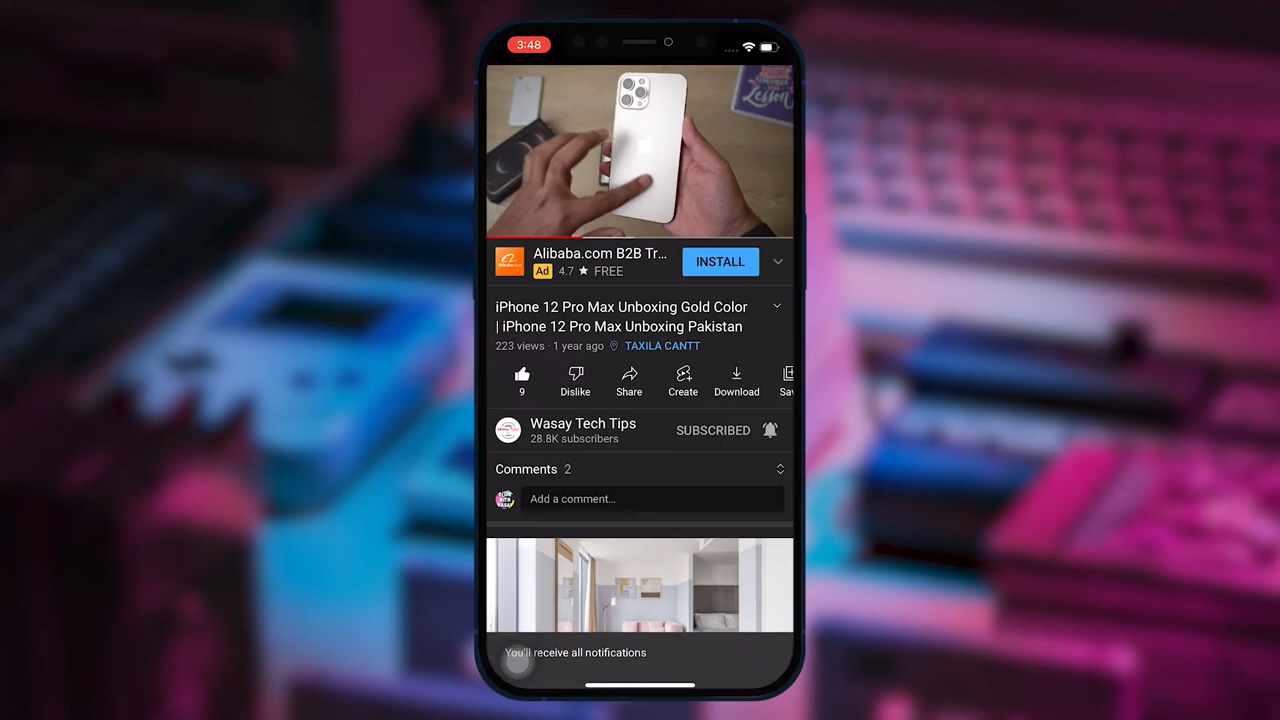 3:48
Lesson
Alibaba.com B2B Tr...
Ad 4.7 ★ FREE
INSTALL
iPhone 12 Pro Max Unboxing Gold Color
| iPhone 12 Pro Max Unboxing Pakistan
223 views · 1 year ago TAXILA CANTT
9 Dislike Share Create Download Sav
Wasay Tech Tips
28.8K subscribers
SUBSCRIBED
Comments 2
Add a comment...
You'll receive all notifications